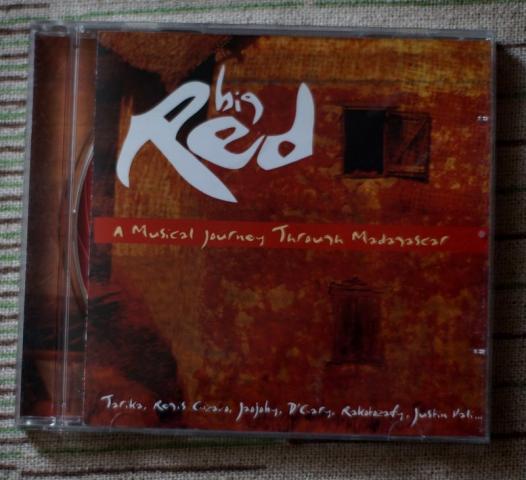 big
Red
A Musical Journey Through Madagascar
Tarika, Regis Gizavo, Jaojoby, D'Gary, Rakotozafy, Justin Vali...